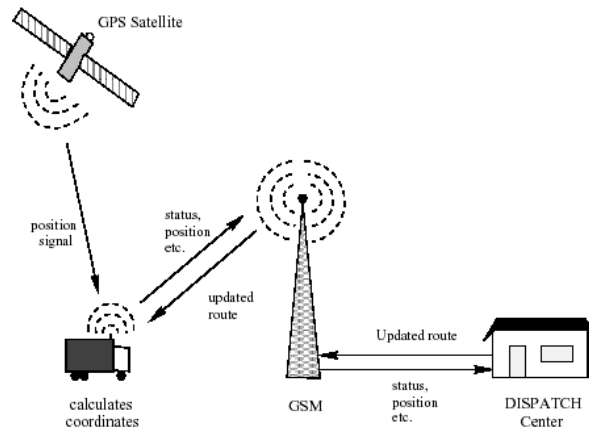 GPS Satellite
position
signal
status,
position
etc.
updated
route
Updated route
status,
position
etc.
calculates
coordinates
GSM
DISPATCH
Center